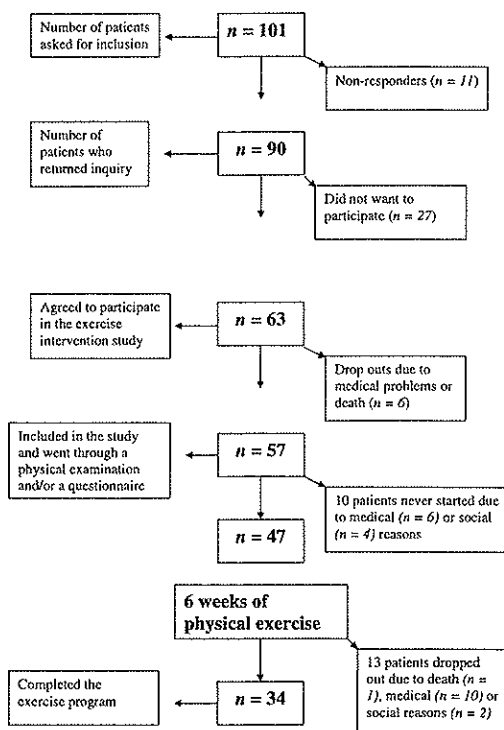 Number of patients
asked for inclusion
n = 101
Non-responders (n = 11)
Number of
patients who
returned inquiry
n = 90
Did not want to
participate (n = 27)
Agreed to participate
in the exercise
intervention study
n = 63
Drop outs due to
medical problems or
death (n = 6)
Included in the study
and went through a
physical examination
and/or a questionnaire
n = 57
10 patients never started due
to medical (n = 6) or social
(n = 4) reasons
n = 47
6 weeks of
physical exercise
13 patients dropped
out due to death (n =
1), medical (n = 10) or
social reasons (n = 2)
Completed the
exercise program
n = 34